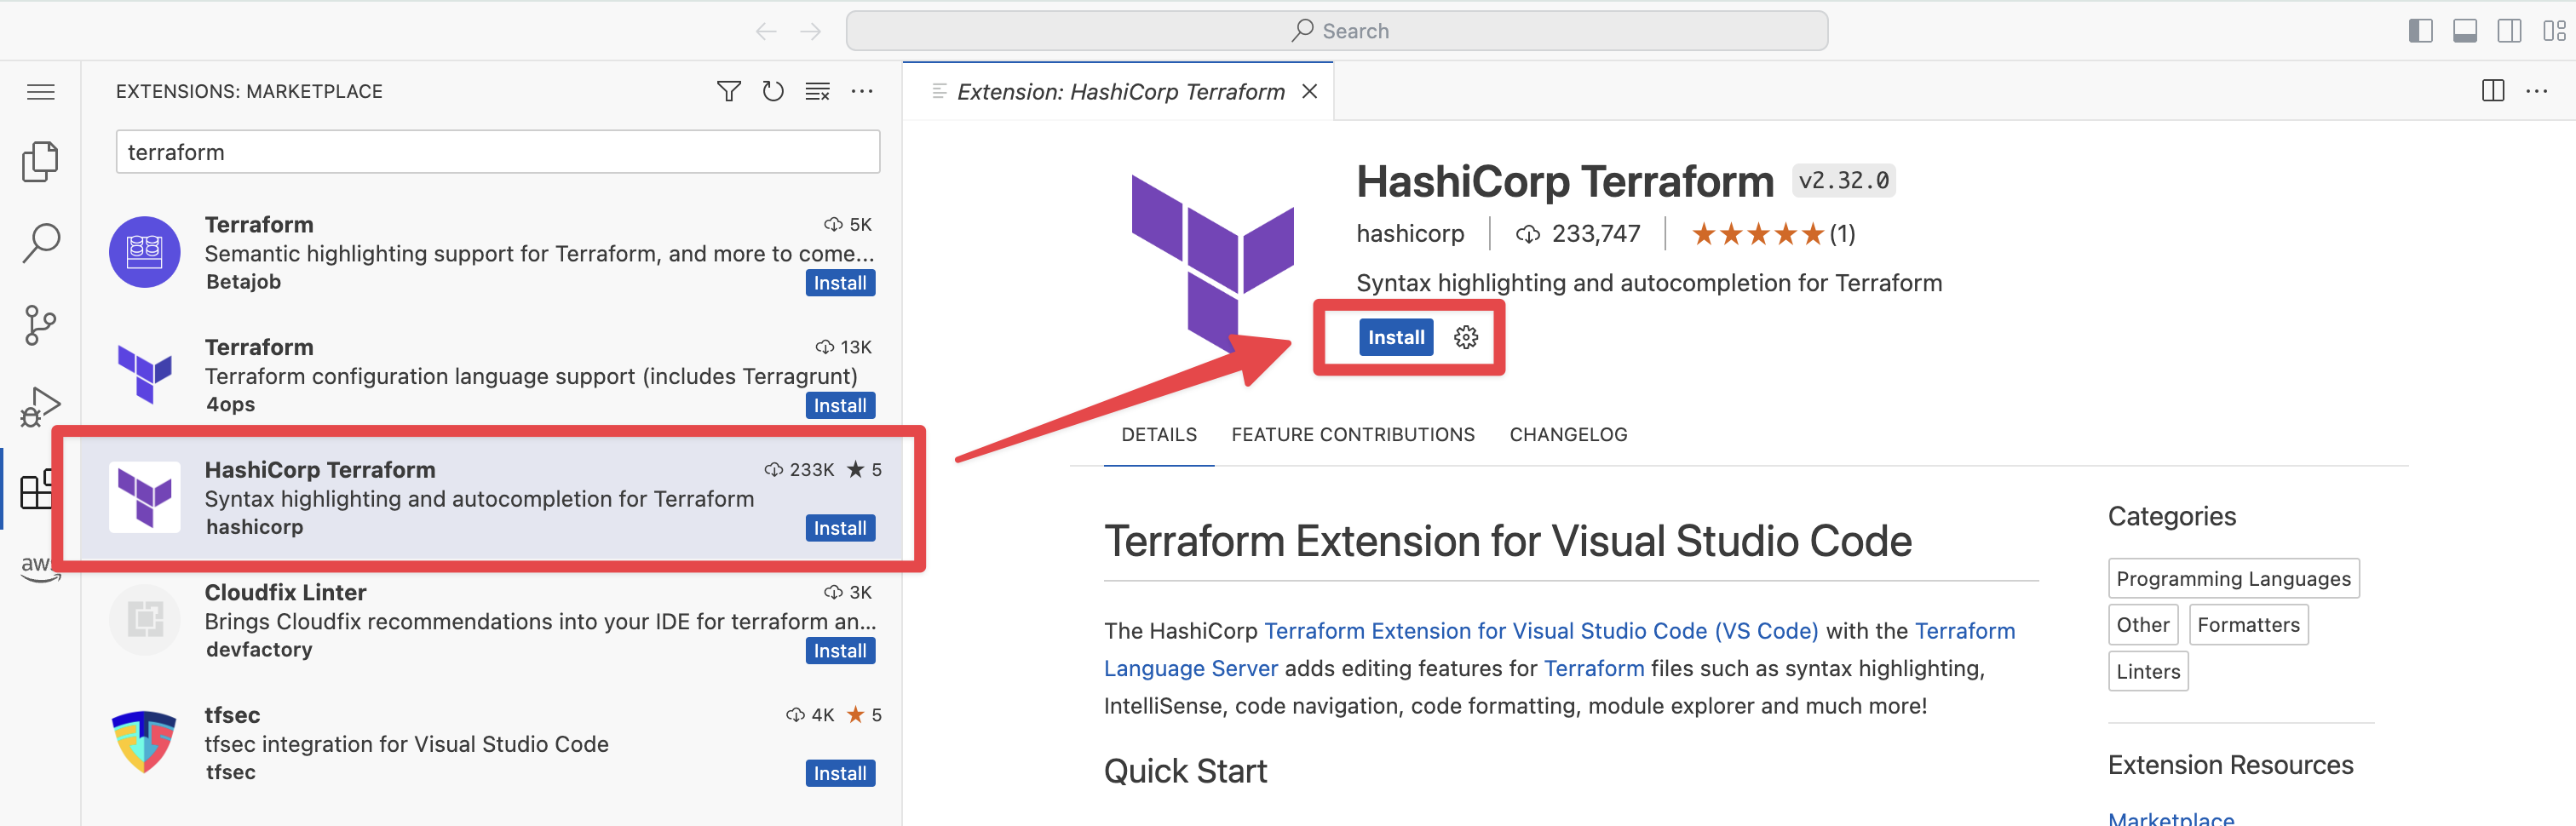 Search
EXTENSIONS: MARKETPLACE
terraform
Terraform
5K
Semantic highlighting support for Terraform, and more to come...
Betajob
Install
Terraform
13K
Terraform configuration language support (includes Terragrunt)
4ops
Install
HashiCorp Terraform
233K ★ 5
Syntax highlighting and autocompletion for Terraform
hashicorp
Install
Cloudfix Linter
3K
Brings Cloudfix recommendations into your IDE for terraform an...
devfactory
Install
tfsec
4K ★ 5
tfsec integration for Visual Studio Code
tfsec
Install
aws
Extension: HashiCorp Terraform
HashiCorp Terraform v2.32.0
hashicorp | 233,747 | ★★★★★(1)
Syntax highlighting and autocompletion for Terraform
Install
DETAILS FEATURE CONTRIBUTIONS CHANGELOG
Terraform Extension for Visual Studio Code
The HashiCorp Terraform Extension for Visual Studio Code (VS Code) with the Terraform
Language Server adds editing features for Terraform files such as syntax highlighting,
IntelliSense, code navigation, code formatting, module explorer and much more!
Quick Start
Categories
Programming Languages
Other Formatters
Linters
Extension Resources
Marketplace